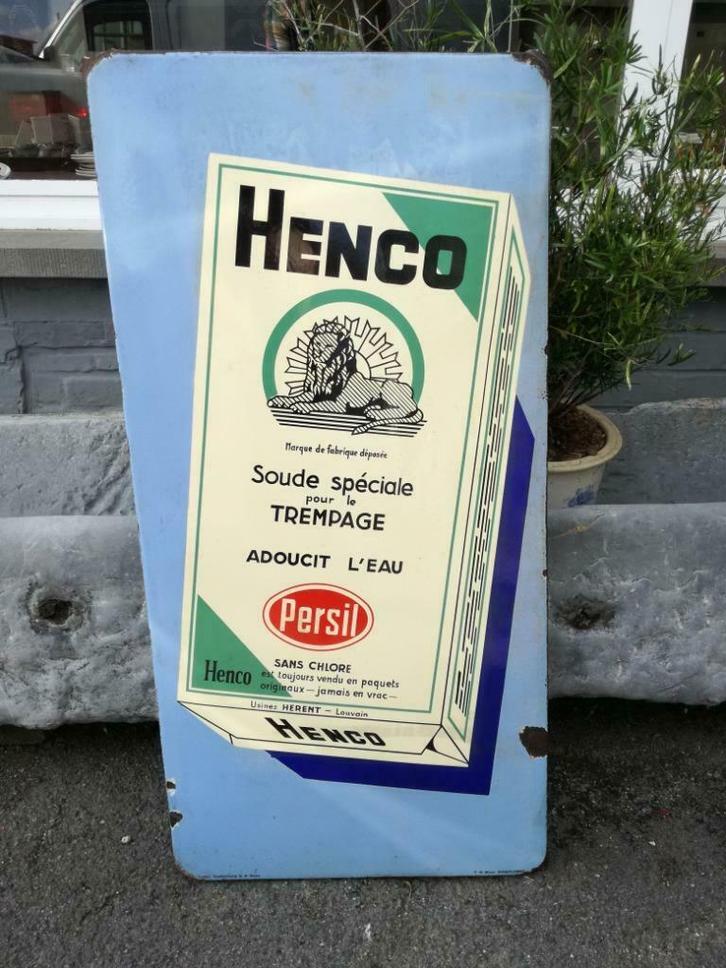 HENCO
Marque de fabrique déposée
Soude spéciale
pour le
TREMPAGE
ADOUCIT L'EAU
Persil
SANS CHLORE
Henco est toujours vendu en paquets
originaux — jamais en vrac —
Usines HERENT — Louvain
HENCO